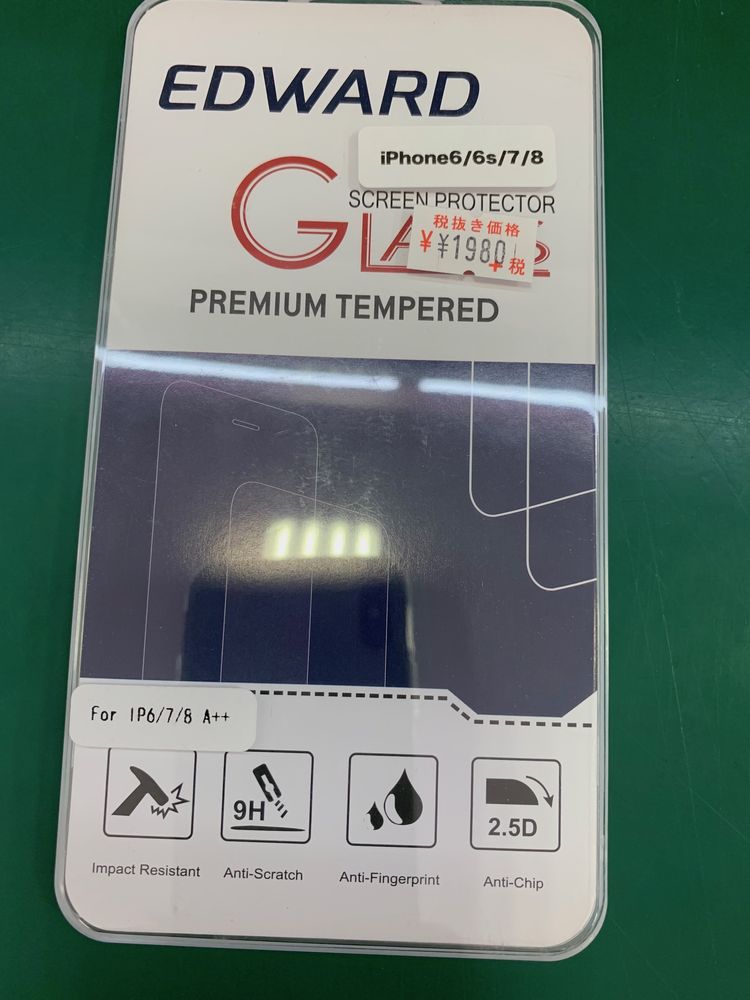 EDWARD
iPhone6/6s/7/8
SCREEN PROTECTOR
税抜き価格
¥ ¥1980
+税
PREMIUM TEMPERED
For IP6/7/8 A++
9H
2.5D
Impact Resistant
Anti-Scratch
Anti-Fingerprint
Anti-Chip